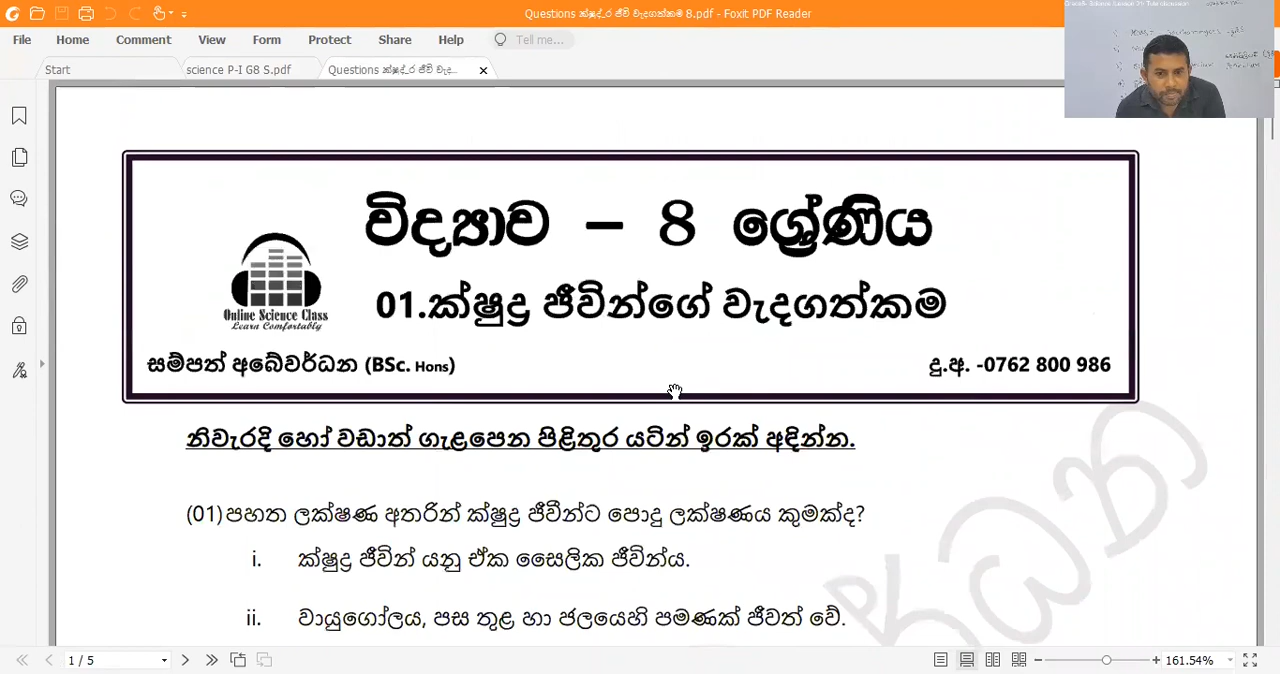 Questions ක්ෂුද්‍ර ජීවි වැදගත්කම 8.pdf - Foxit PDF Reader
File Home Comment View Form Protect Share Help Tell me...
Start science P-I G8 S.pdf Questions ක්ෂුද්‍ර ජීවි වැද...
විද්‍යාව – 8 ශ්‍රේණිය
01.ක්ෂුද්‍ර ජීවින්ගේ වැදගත්කම
Online Science Class
Learn Comfortably
සම්පත් අබේවර්ධන (BSc. Hons) දු.අ. -0762 800 986
නිවැරදි හෝ වඩාත් ගැළපෙන පිළිතුර යටින් ඉරක් අඳින්න.
(01) පහත ලක්ෂණ අතරින් ක්ෂුද්‍ර ජීවීන්ට පොදු ලක්ෂණය කුමක්ද?
i. ක්ෂුද්‍ර ජීවින් යනු ඒක සෛලික ජීවින්ය.
ii. වායුගෝලය, පස තුළ හා ජලයෙහි පමණක් ජීවත් වේ.
1 / 5 161.54%